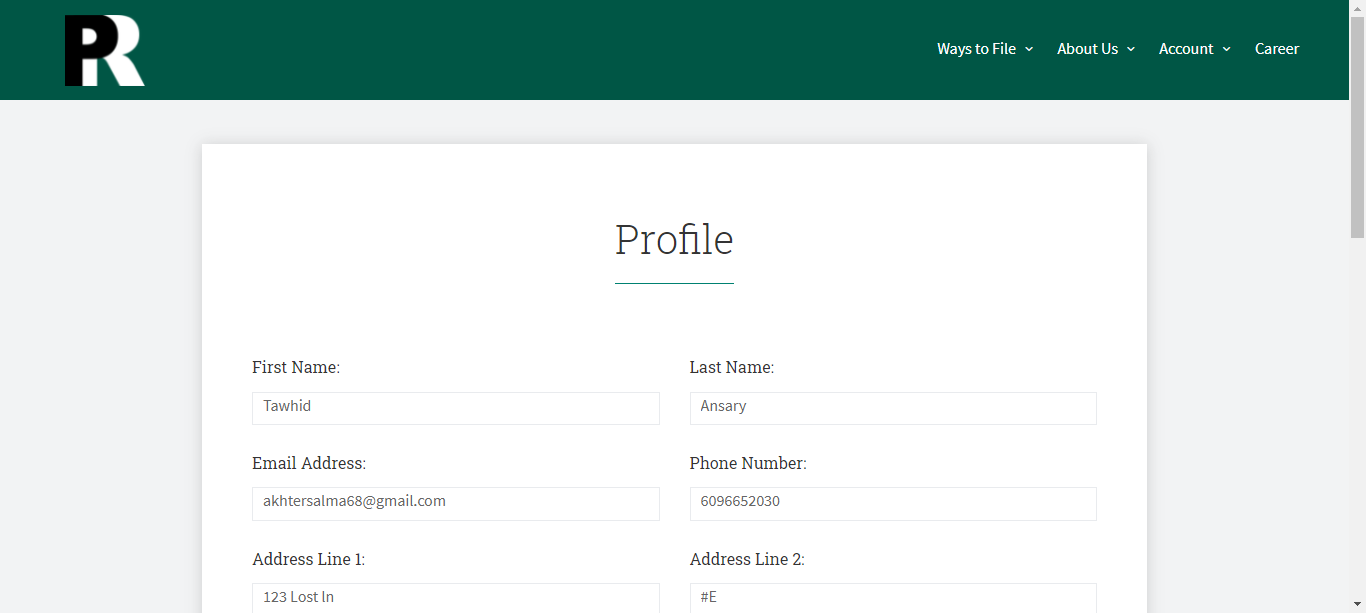 PR
Ways to File About Us Account Career
Profile
First Name: Last Name:
Tawhid Ansary
Email Address: Phone Number:
akhtersalma68@gmail.com 6096652030
Address Line 1: Address Line 2:
123 Lost ln #E